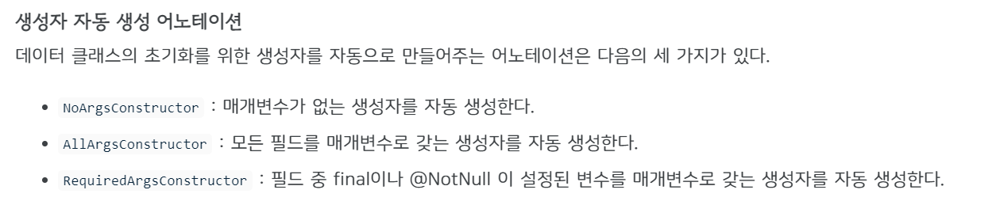 생성자 자동 생성 어노테이션
데이터 클래스의 초기화를 위한 생성자를 자동으로 만들어주는 어노테이션은 다음의 세 가지가 있다.
• NoArgsConstructor : 매개변수가 없는 생성자를 자동 생성한다.
• AllArgsConstructor : 모든 필드를 매개변수로 갖는 생성자를 자동 생성한다.
• RequiredArgsConstructor : 필드 중 final이나 @NotNull 이 설정된 변수를 매개변수로 갖는 생성자를 자동 생성한다.